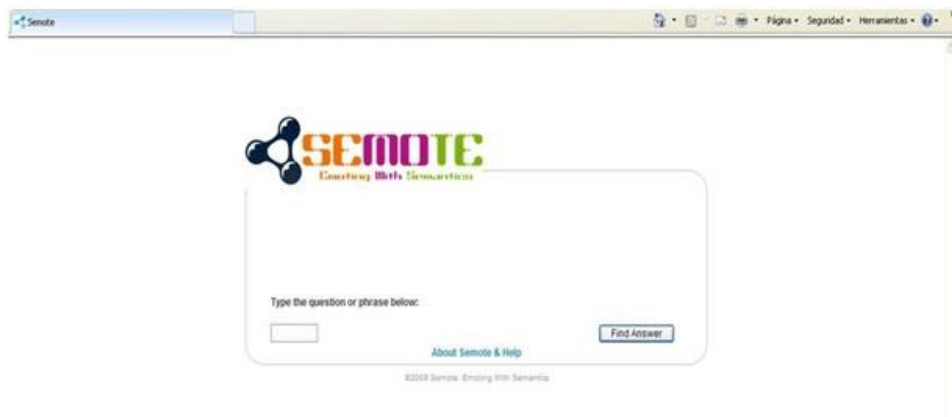 Semote
Página Seguridad Herramientas
SEMOTE
Emoting With Semantics
Type the question or phrase below:
Find Answer
About Semote & Help
©2009 Semote. Emoting With Semantics